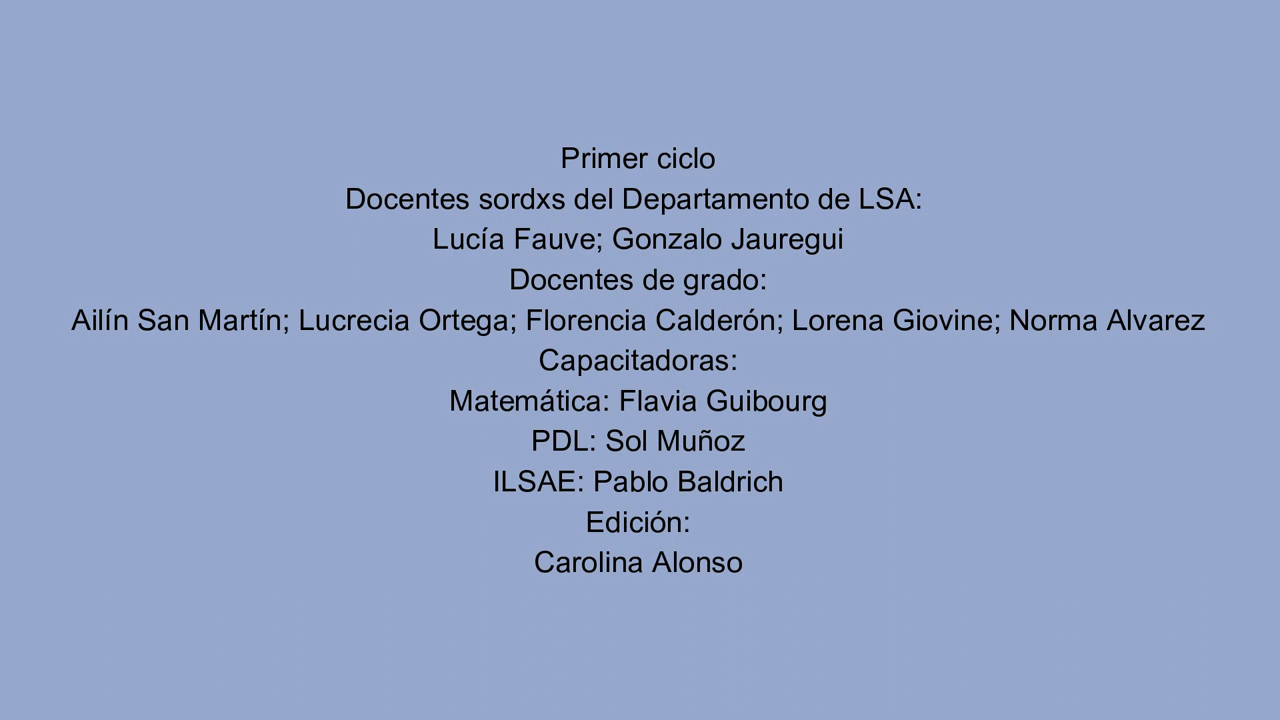 Primer ciclo
Docentes sordxs del Departamento de LSA:
Lucía Fauve; Gonzalo Jauregui
Docentes de grado:
Ailín San Martín; Lucrecia Ortega; Florencia Calderón; Lorena Giovine; Norma Alvarez
Capacitadoras:
Matemática: Flavia Guibourg
PDL: Sol Muñoz
ILSAE: Pablo Baldrich
Edición:
Carolina Alonso